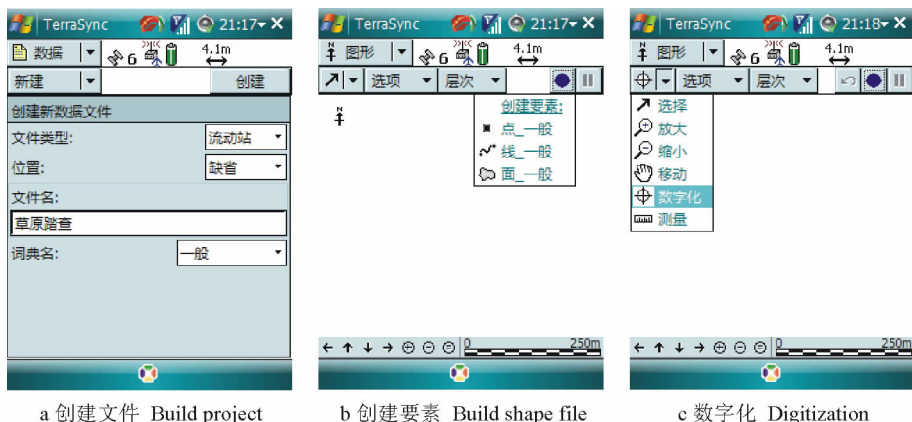 TerraSync 21:17
数据 6 4.1m
新建 创建
创建新数据文件
文件类型: 流动站
位置: 缺省
文件名:
草原踏查
词典名: 一般
a 创建文件 Build project
TerraSync 21:17
图形 6 4.1m
选项 层次
N
创建要素:
点_一般
线_一般
面_一般
0 250m
b 创建要素 Build shape file
TerraSync 21:18
图形 6 4.1m
选项 层次
选择
放大
缩小
移动
数字化
测量
0 250m
c 数字化 Digitization